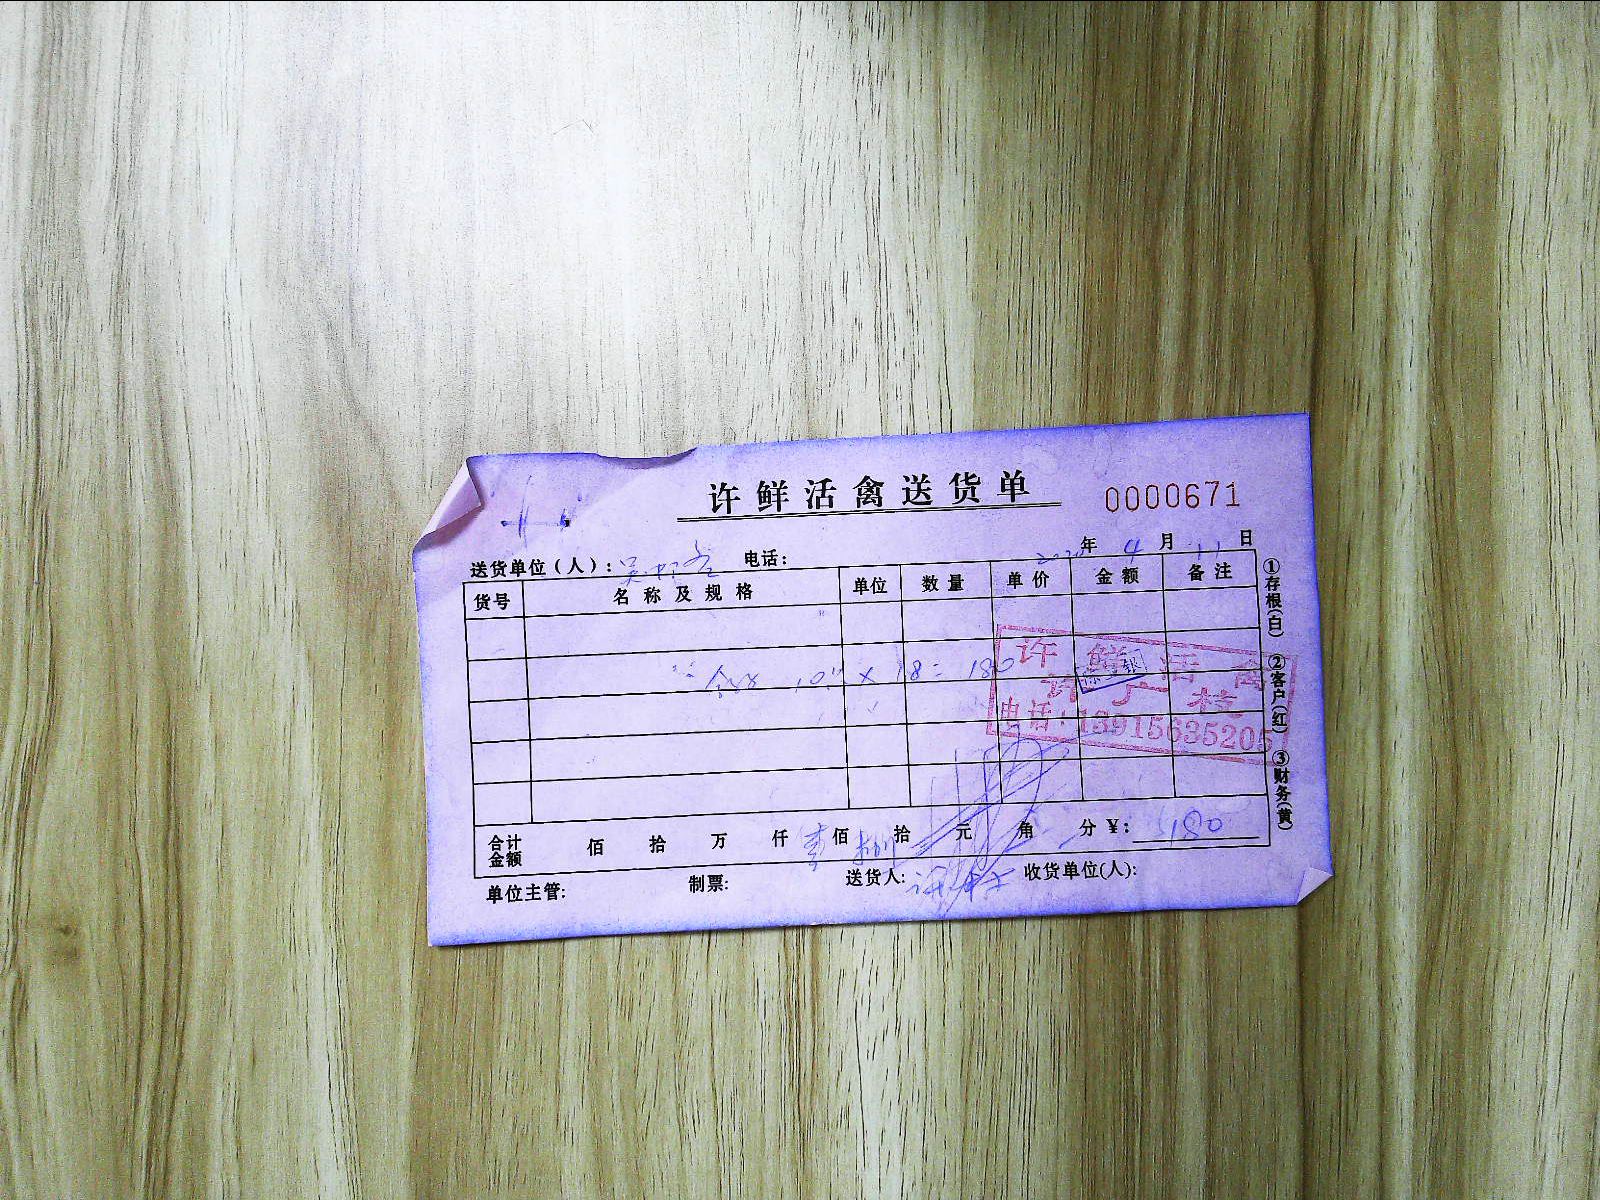 许鲜活禽送货单 0000671
送货单位（人）： 电话： 年 4 月 11 日
货号 名称及规格 单位 数量 单价 金额 备注
10 × 18 = 180
许鲜活禽
电话：13915635205
合计金额 佰 拾 万 仟 壹 佰 捌 拾 元 角 分 ¥： 180
单位主管： 制票： 送货人： 收货单位(人)：
①存根(白) ②客户(红) ③财务(黄)